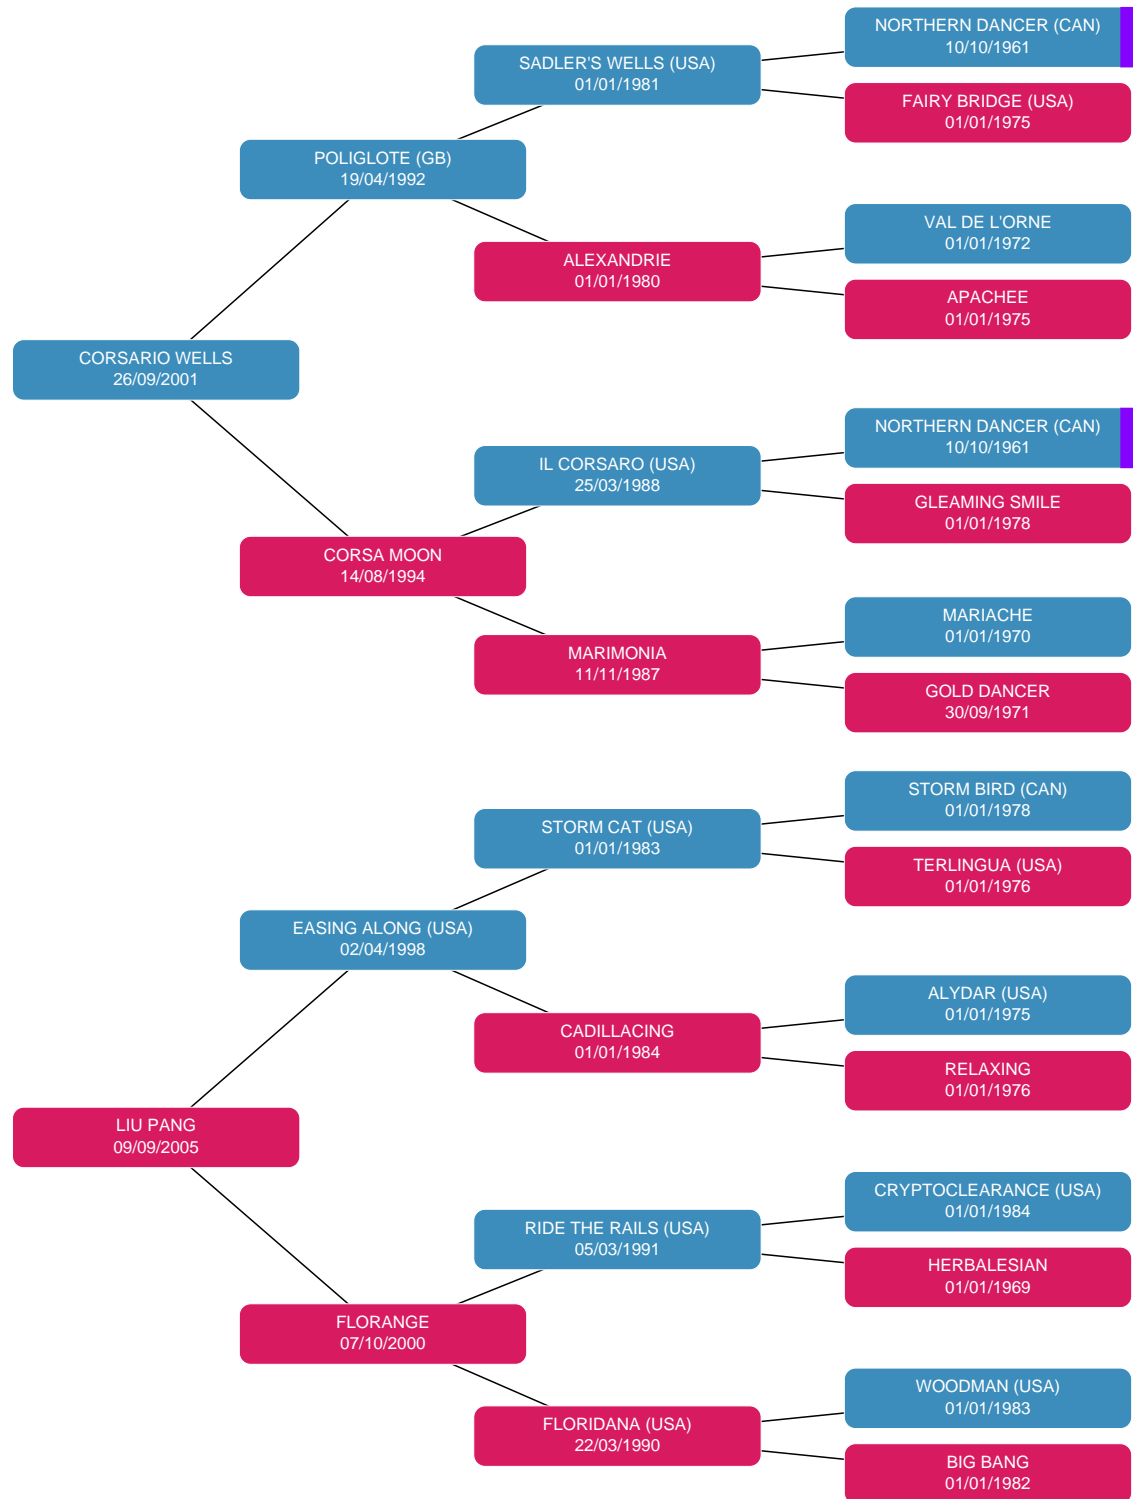 NORTHERN DANCER (CAN)
10/10/1961
SADLER'S WELLS (USA)
01/01/1981
FAIRY BRIDGE (USA)
01/01/1975
POLIGLOTE (GB)
19/04/1992
VAL DE L'ORNE
01/01/1972
ALEXANDRIE
01/01/1980
APACHEE
01/01/1975
CORSARIO WELLS
26/09/2001
NORTHERN DANCER (CAN)
10/10/1961
IL CORSARO (USA)
25/03/1988
GLEAMING SMILE
01/01/1978
CORSA MOON
14/08/1994
MARIACHE
01/01/1970
MARIMONIA
11/11/1987
GOLD DANCER
30/09/1971
STORM BIRD (CAN)
01/01/1978
STORM CAT (USA)
01/01/1983
TERLINGUA (USA)
01/01/1976
EASING ALONG (USA)
02/04/1998
ALYDAR (USA)
01/01/1975
CADILLACING
01/01/1984
RELAXING
01/01/1976
LIU PANG
09/09/2005
CRYPTOCLEARANCE (USA)
01/01/1984
RIDE THE RAILS (USA)
05/03/1991
HERBALESIAN
01/01/1969
FLORANGE
07/10/2000
WOODMAN (USA)
01/01/1983
FLORIDANA (USA)
22/03/1990
BIG BANG
01/01/1982